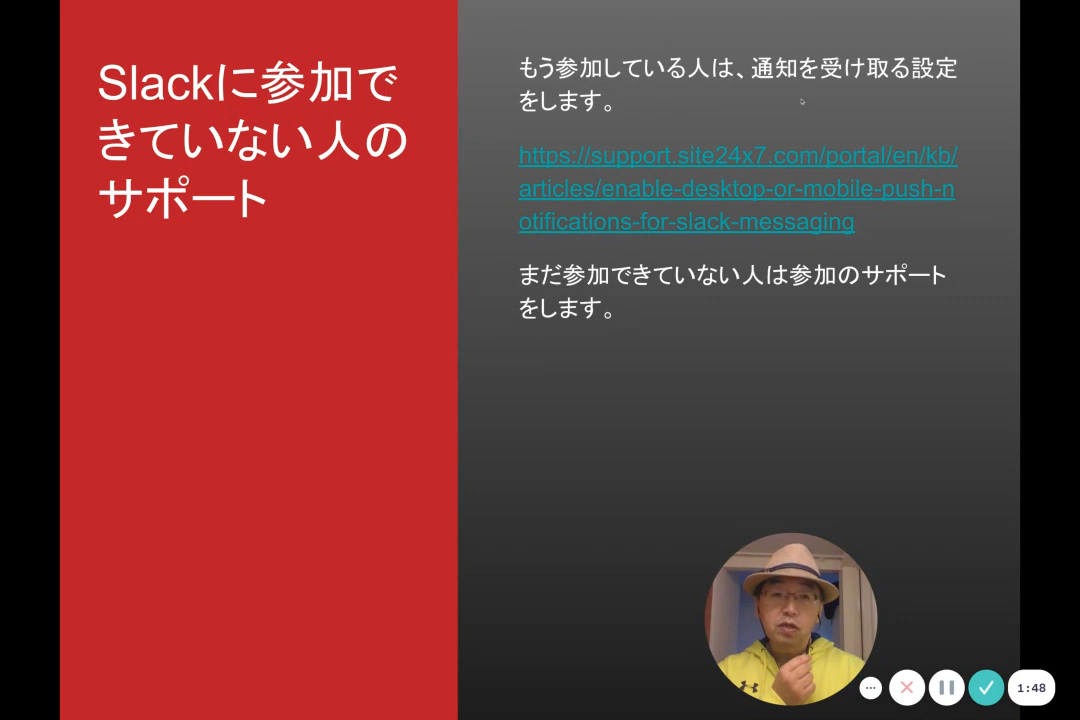 Slackに参加で
きていない人の
サポート
もう参加している人は、通知を受け取る設定
をします。
https://support.site24x7.com/portal/en/kb/
articles/enable-desktop-or-mobile-push-n
otifications-for-slack-messaging
まだ参加できていない人は参加のサポート
をします。
1:48